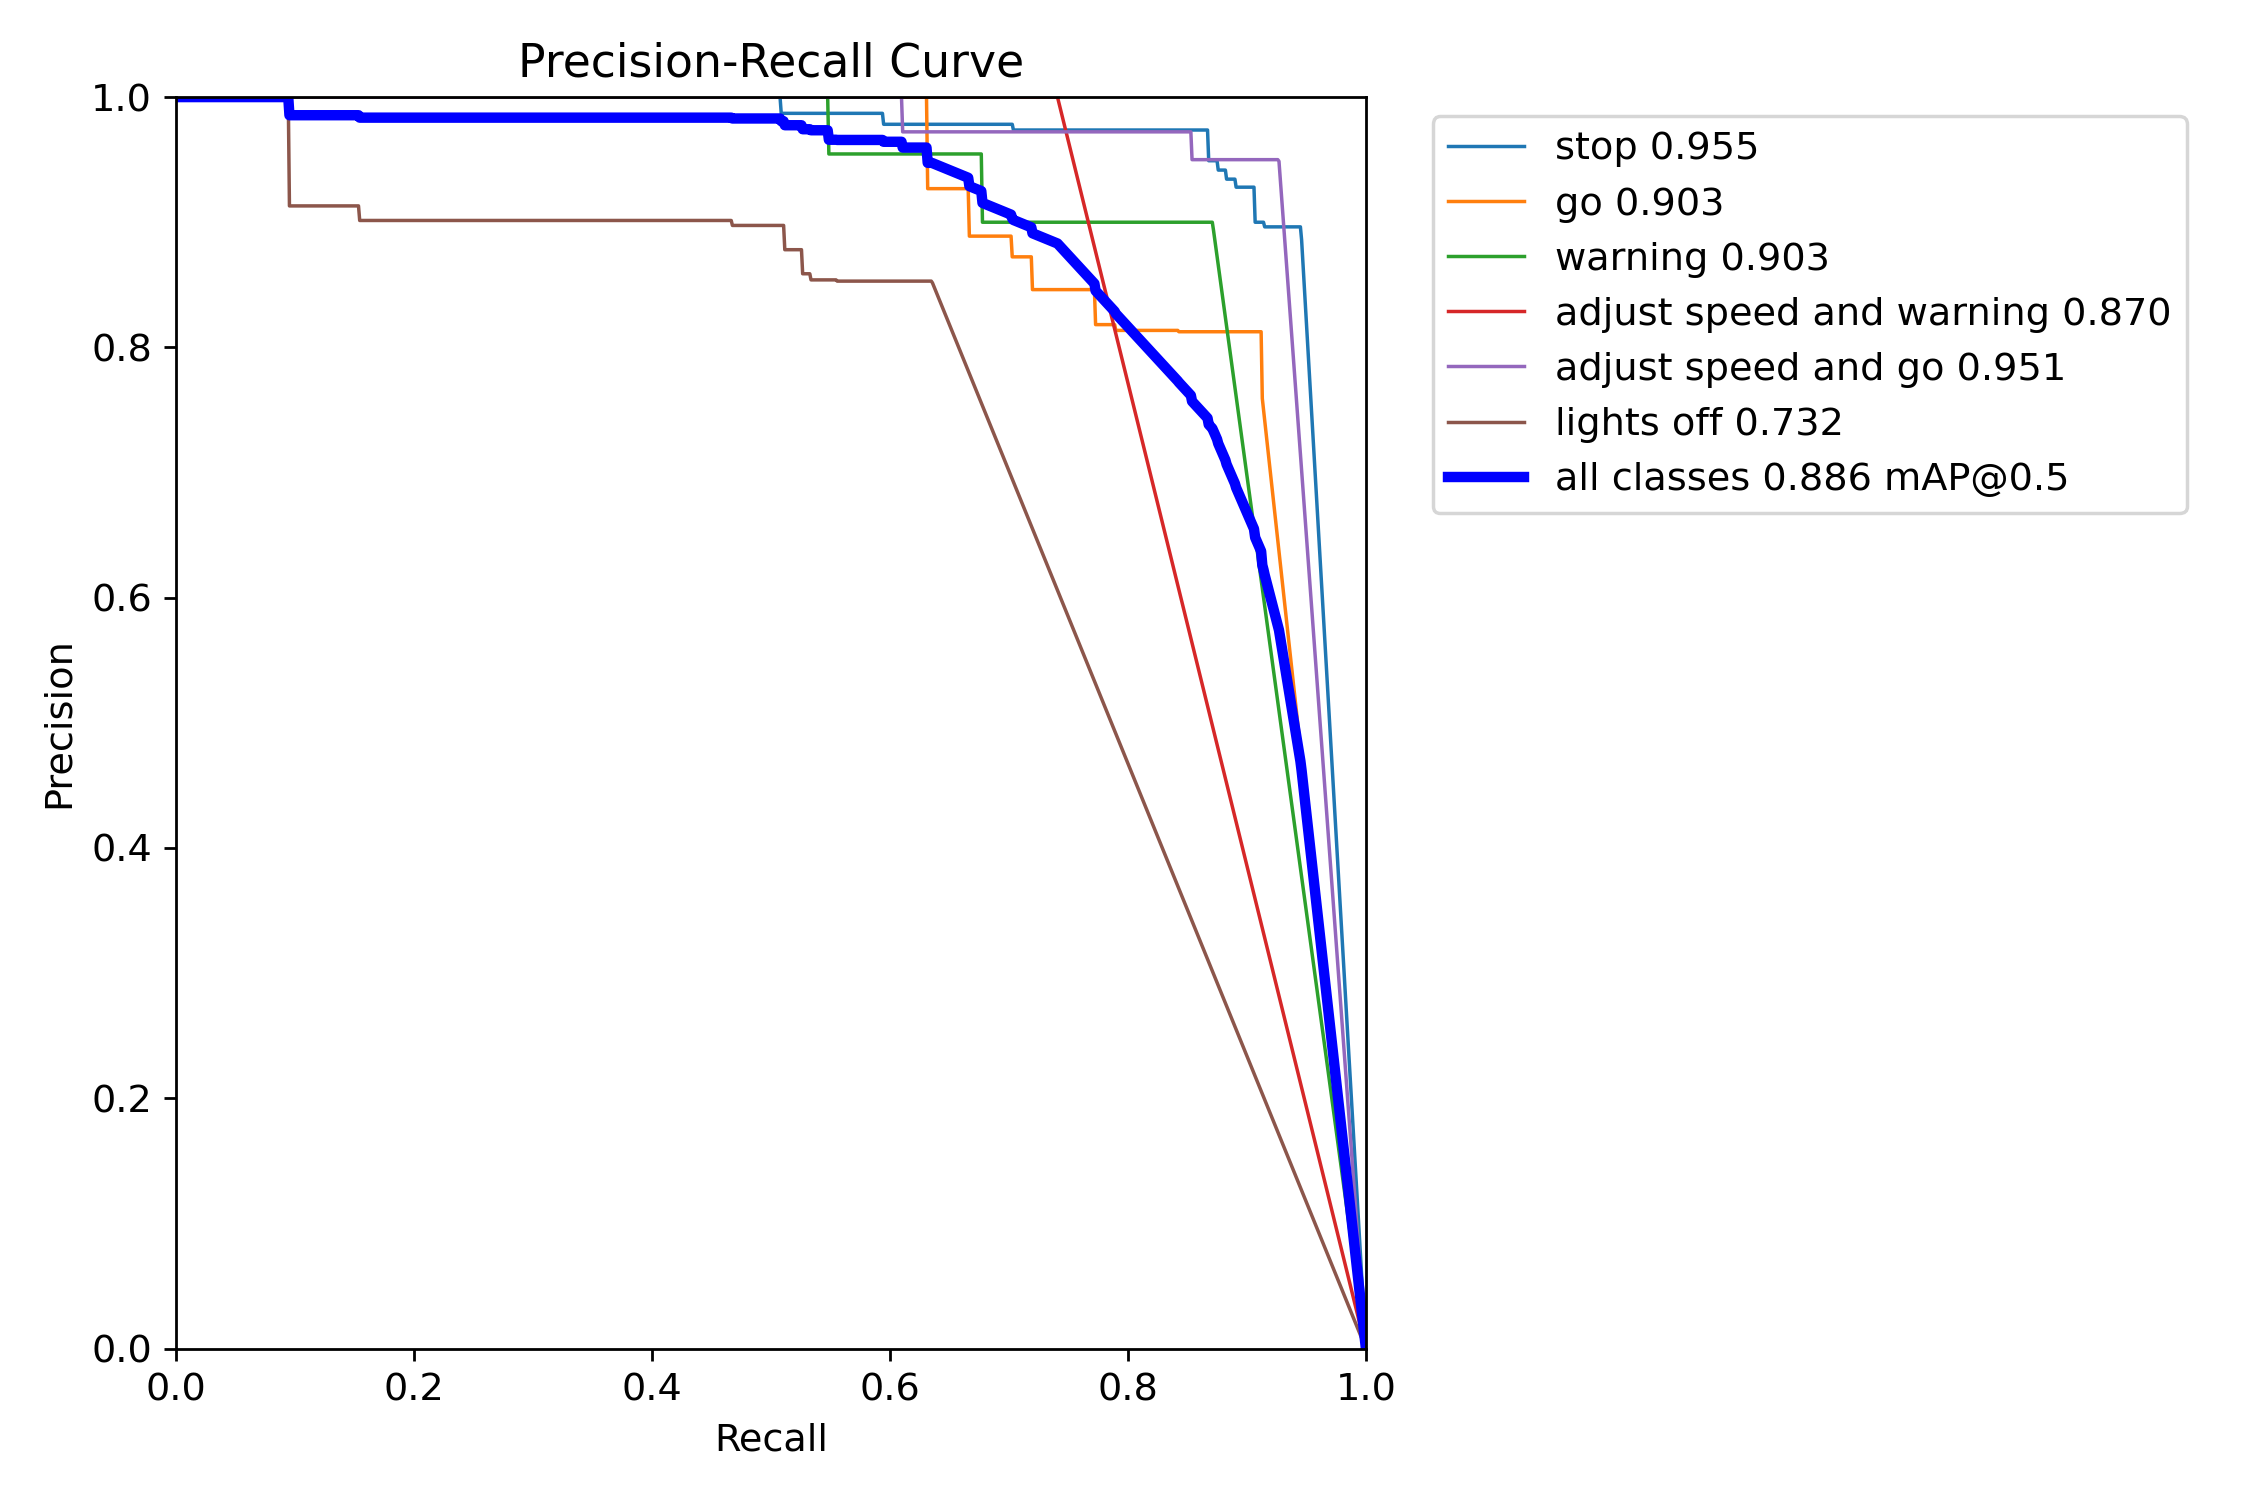 Precision-Recall Curve
1.0
0.8
0.6
0.4
0.2
0.0
Precision
0.0 0.2 0.4 0.6 0.8 1.0
Recall
stop 0.955
go 0.903
warning 0.903
adjust speed and warning 0.870
adjust speed and go 0.951
lights off 0.732
all classes 0.886 mAP@0.5